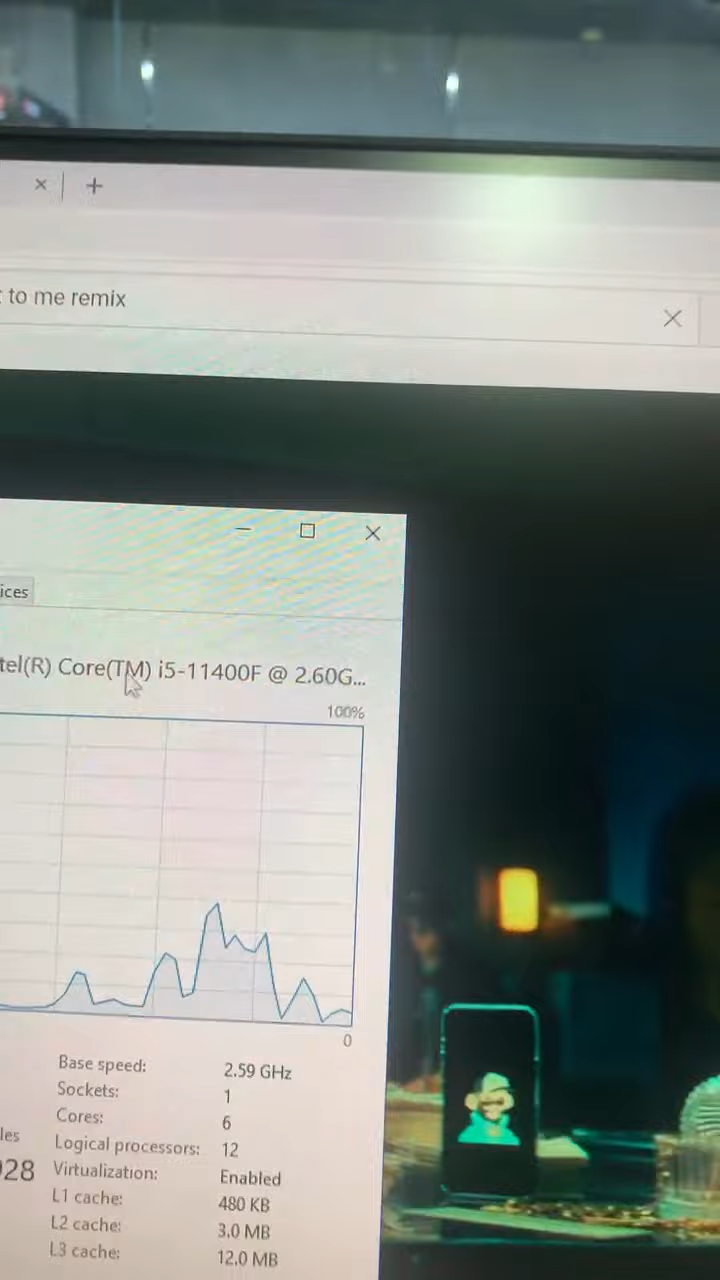 to me remix
ices
tel(R) Core(TM) i5-11400F @ 2.60G...
100%
0
Base speed: 2.59 GHz
Sockets: 1
Cores: 6
Logical processors: 12
Virtualization: Enabled
L1 cache: 480 KB
L2 cache: 3.0 MB
L3 cache: 12.0 MB
les
928